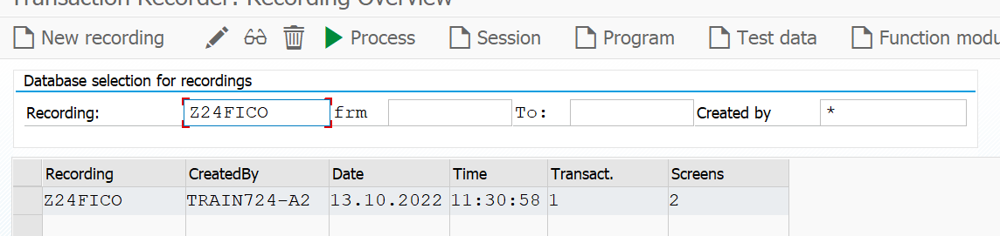 Transaction Recorder: Recording Overview
New recording Process Session Program Test data Function modu
Database selection for recordings
Recording: Z24FICO frm To: Created by *
Recording CreatedBy Date Time Transact. Screens
Z24FICO TRAIN724-A2 13.10.2022 11:30:58 1 2